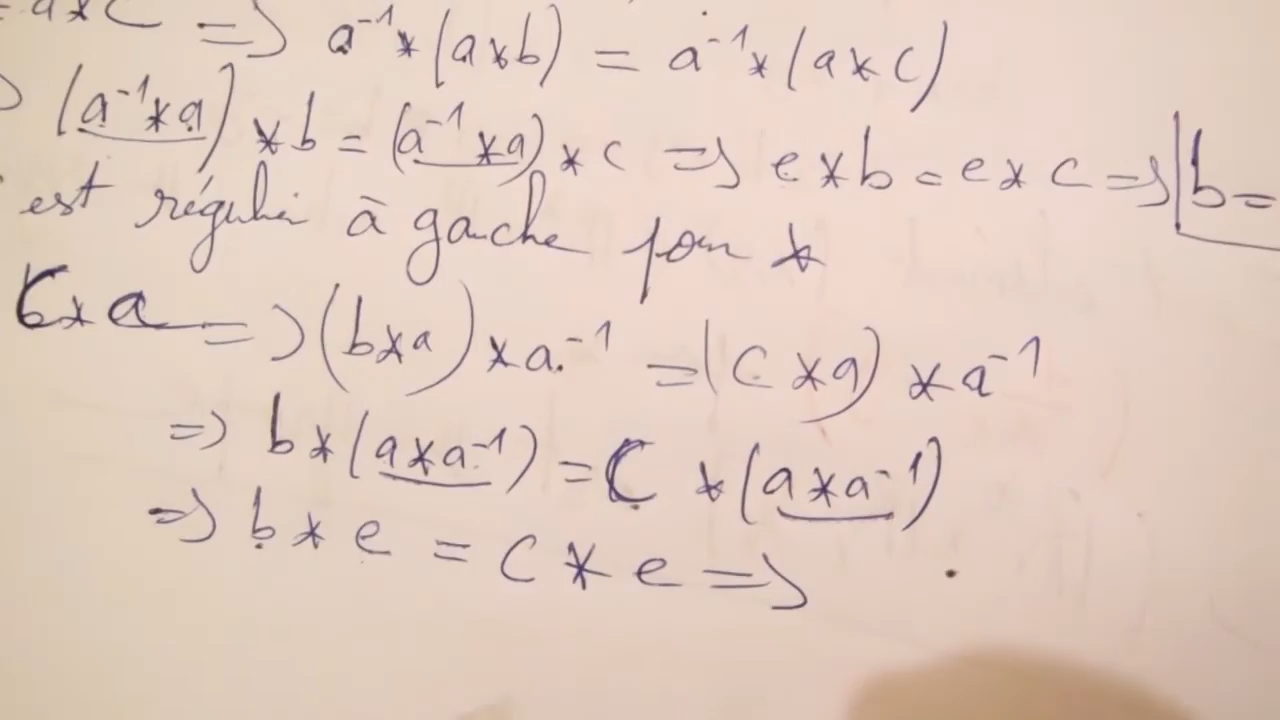 = a * c => a⁻¹ * (a * b) = a⁻¹ * (a * c)
(a⁻¹ * a) * b = (a⁻¹ * a) * c => e * b = e * c => b =
est régulier à gauche pour *
c * a => (b * a) * a⁻¹ = (c * a) * a⁻¹
=> b * (a * a⁻¹) = c * (a * a⁻¹)
=> b * e = c * e =>